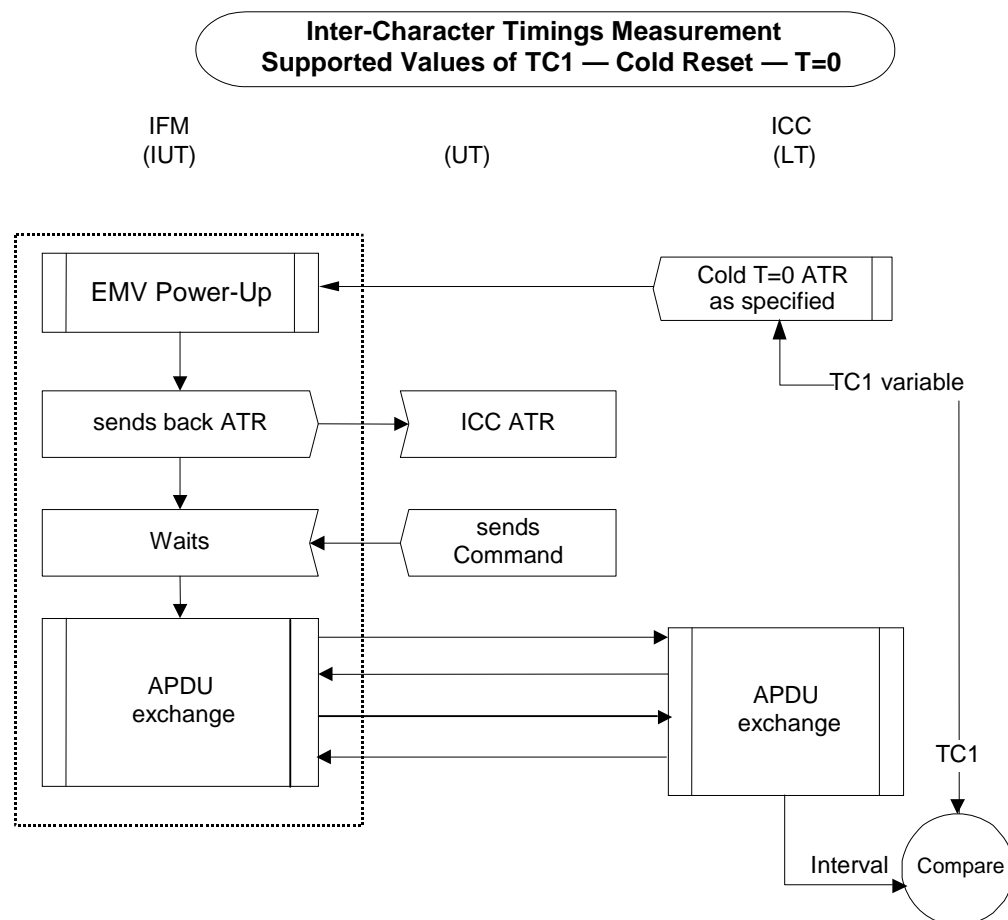 Inter-Character Timings Measurement
Supported Values of TC1 — Cold Reset — T=0
IFM
(IUT)
(UT)
ICC
(LT)
EMV Power-Up
Cold T=0 ATR
as specified
TC1 variable
sends back ATR
ICC ATR
Waits
sends
Command
APDU
exchange
APDU
exchange
TC1
Interval
Compare